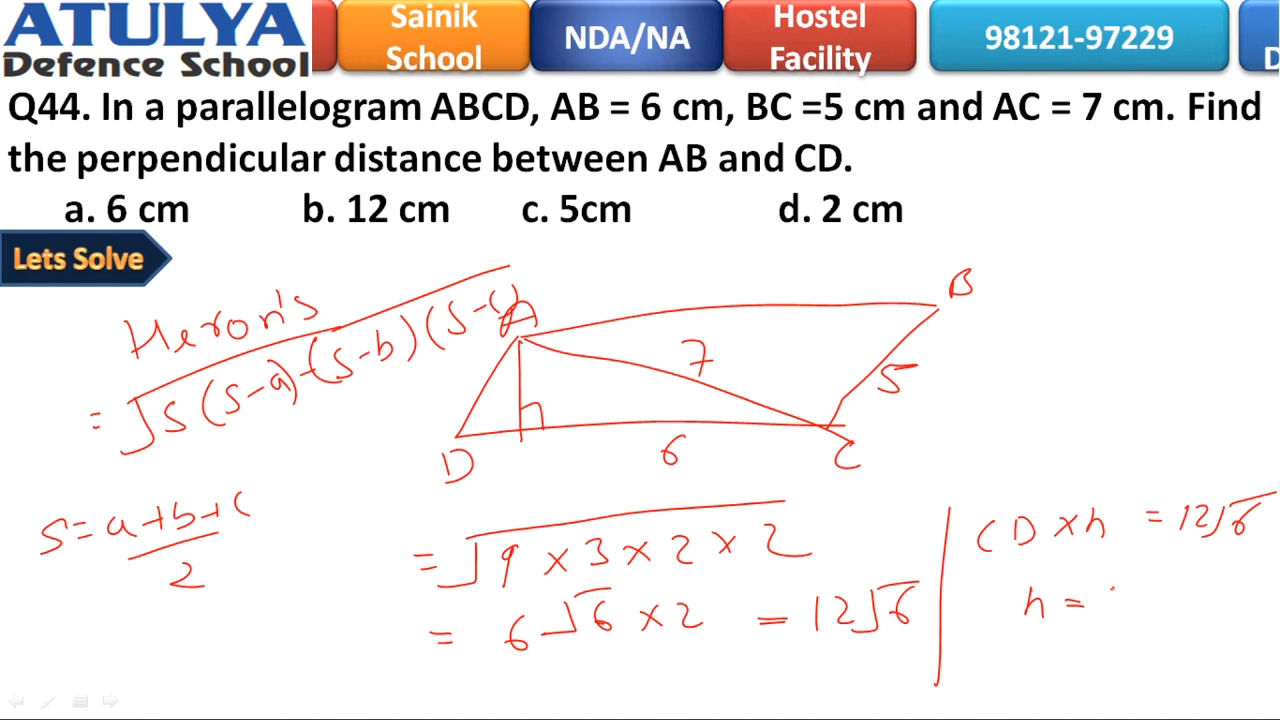 ATULYA
Defence School
Sainik
School
NDA/NA
Hostel
Facility
98121-97229
D
Q44. In a parallelogram ABCD, AB = 6 cm, BC =5 cm and AC = 7 cm. Find
the perpendicular distance between AB and CD.
a. 6 cm b. 12 cm c. 5cm d. 2 cm
Lets Solve
Heron's
= √S(S-a)-(S-b)(S-c)
S = a+b+c
2
A
B
7
5
h
6
D
C
= √9 × 3 × 2 × 2
= 6√6 × 2 = 12√6
CD × h = 12√6
h =